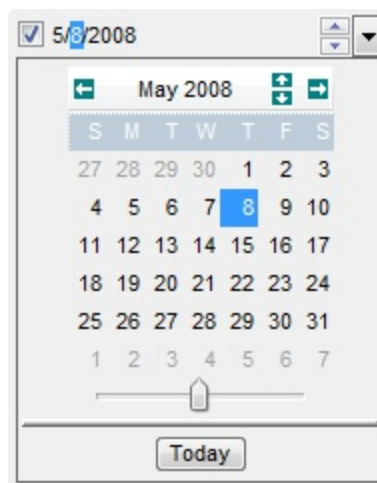 5/8/2008
May 2008
S M T W T F S
27 28 29 30 1 2 3
4 5 6 7 8 9 10
11 12 13 14 15 16 17
18 19 20 21 22 23 24
25 26 27 28 29 30 31
1 2 3 4 5 6 7
Today